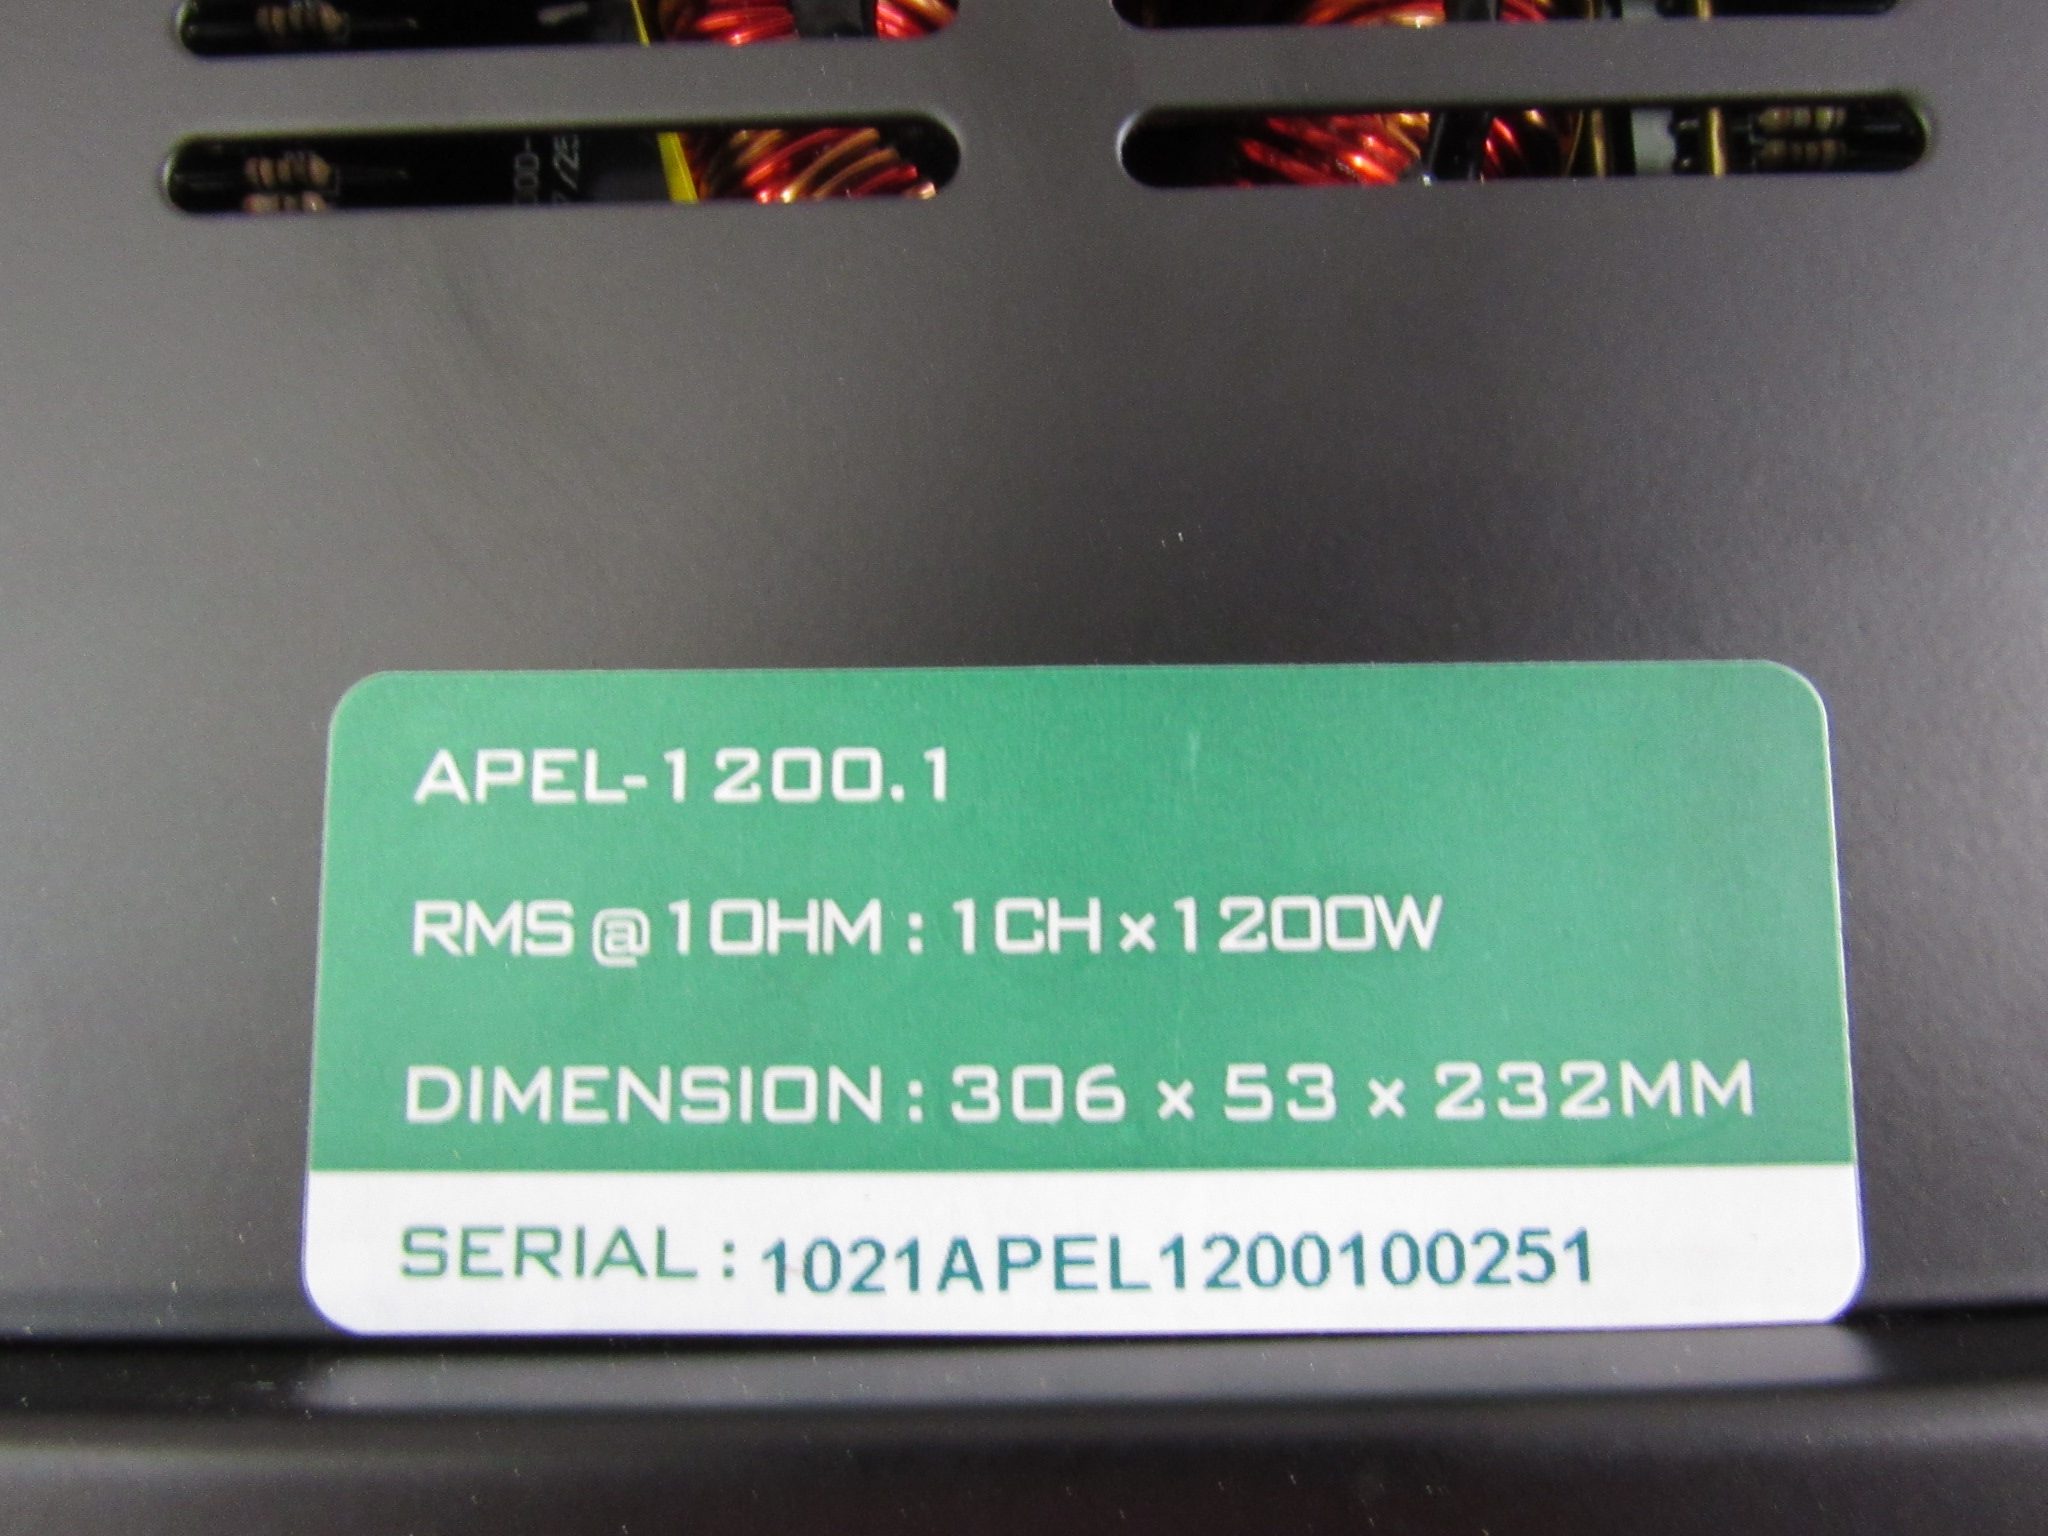 APEL-1200.1
RMS @ 1OHM : 1CH x 1200W
DIMENSION : 306 x 53 x 232MM
SERIAL : 1021APEL1200100251